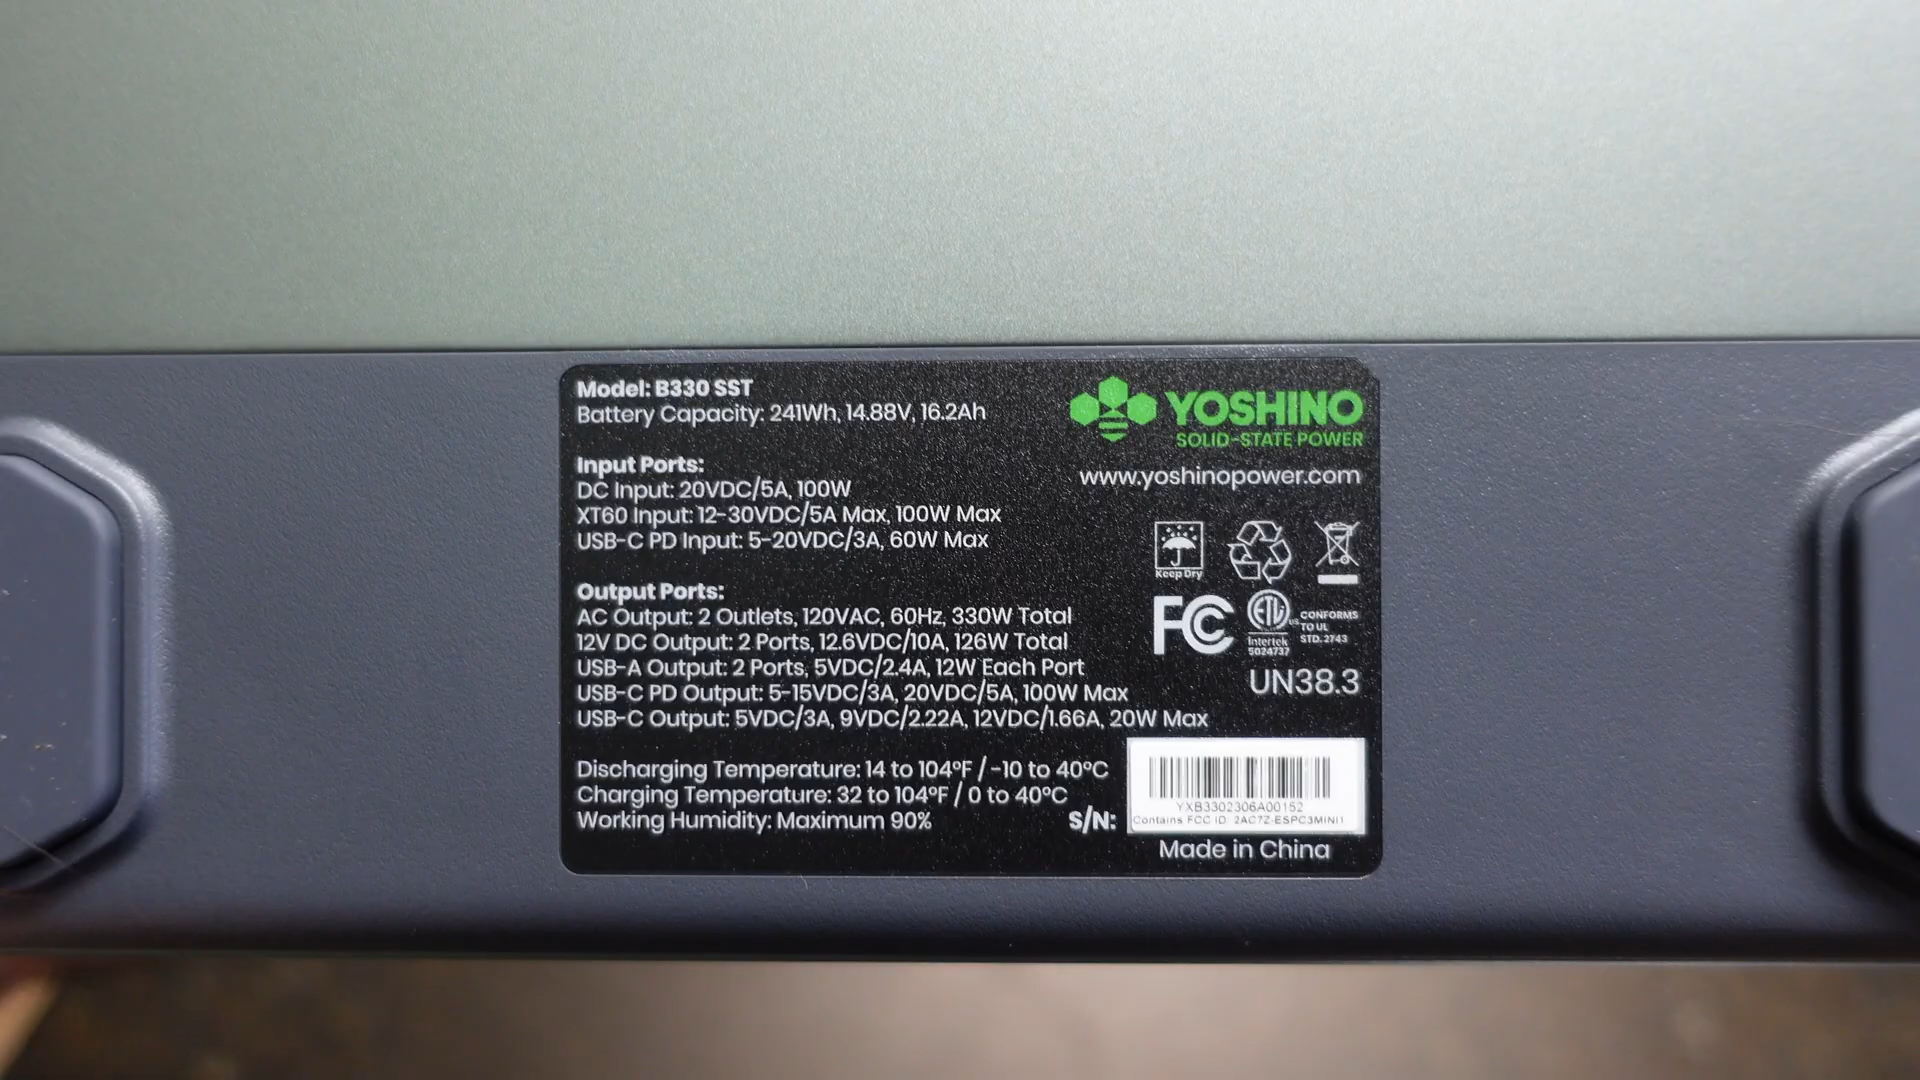 Model: B330 SST
Battery Capacity: 241Wh, 14.88V, 16.2Ah
Input Ports:
DC Input: 20VDC/5A, 100W
XT60 Input: 12-30VDC/5A Max, 100W Max
USB-C PD Input: 5-20VDC/3A, 60W Max
Output Ports:
AC Output: 2 Outlets, 120VAC, 60Hz, 330W Total
12V DC Output: 2 Ports, 12.6VDC/10A, 126W Total
USB-A Output: 2 Ports, 5VDC/2.4A, 12W Each Port
USB-C PD Output: 5-15VDC/3A, 20VDC/5A, 100W Max
USB-C Output: 5VDC/3A, 9VDC/2.22A, 12VDC/1.66A, 20W Max
Discharging Temperature: 14 to 104°F / -10 to 40°C
Charging Temperature: 32 to 104°F / 0 to 40°C
Working Humidity: Maximum 90%
YOSHINO
SOLID-STATE POWER
www.yoshinopower.com
Keep Dry
FC
ETL
US
Intertek
5024737
CONFORMS
TO UL
STD. 2743
UN38.3
S/N:
YXB3302306A00152
Contains FCC ID: 2AC7Z-ESPC3MINI1
Made in China